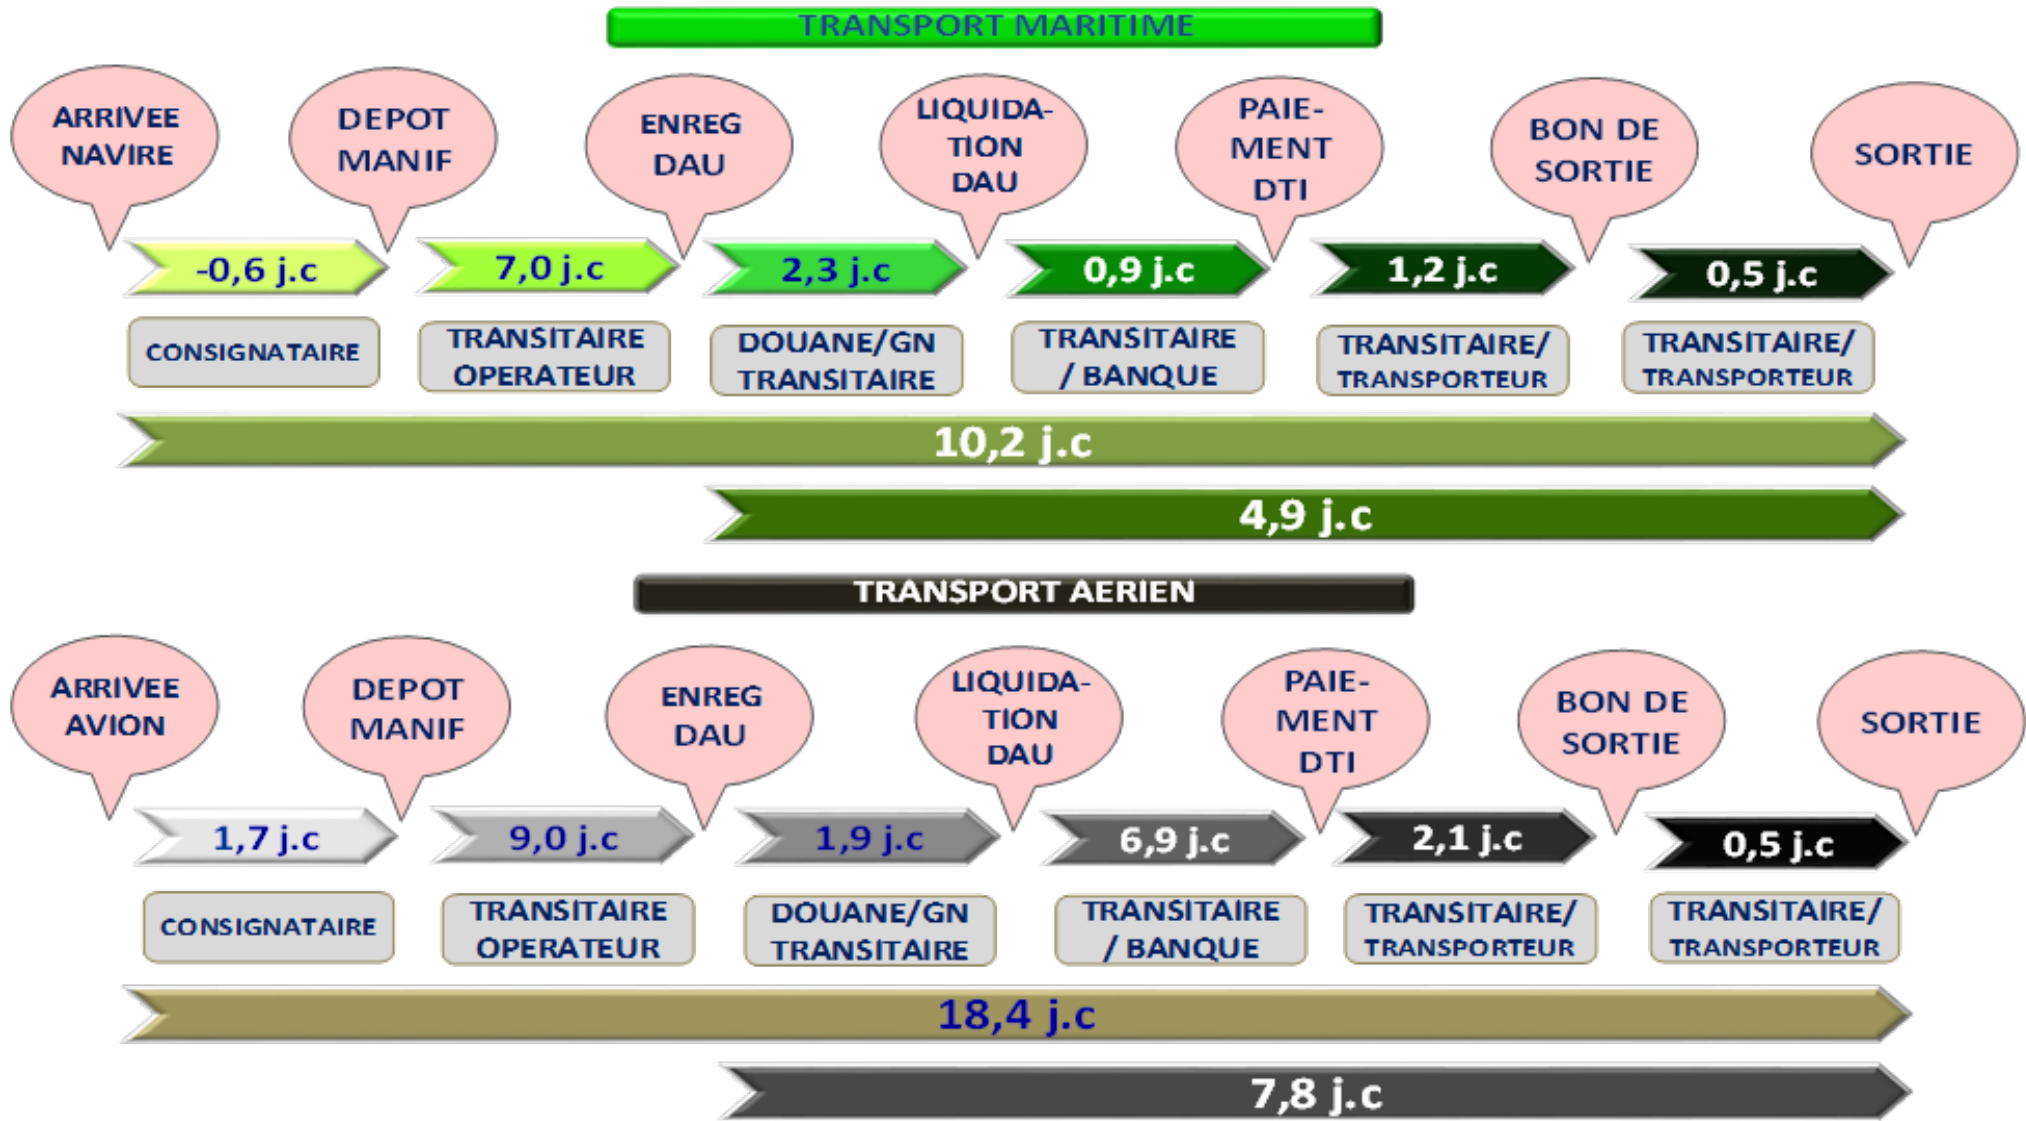 TRANSPORT MARITIME
ARRIVEE
NAVIRE
DEPOT
MANIF
ENREG
DAU
LIQUIDA-
TION
DAU
PAIE-
MENT
DTI
BON DE
SORTIE
SORTIE
-0,6 j.c
7,0 j.c
2,3 j.c
0,9 j.c
1,2 j.c
0,5 j.c
CONSIGNATAIRE
TRANSITAIRE
OPERATEUR
DOUANE/GN
TRANSITAIRE
TRANSITAIRE
/ BANQUE
TRANSITAIRE/
TRANSPORTEUR
TRANSITAIRE/
TRANSPORTEUR
10,2 j.c
4,9 j.c
TRANSPORT AERIEN
ARRIVEE
AVION
DEPOT
MANIF
ENREG
DAU
LIQUIDA-
TION
DAU
PAIE-
MENT
DTI
BON DE
SORTIE
SORTIE
1,7 j.c
9,0 j.c
1,9 j.c
6,9 j.c
2,1 j.c
0,5 j.c
CONSIGNATAIRE
TRANSITAIRE
OPERATEUR
DOUANE/GN
TRANSITAIRE
TRANSITAIRE
/ BANQUE
TRANSITAIRE/
TRANSPORTEUR
TRANSITAIRE/
TRANSPORTEUR
18,4 j.c
7,8 j.c